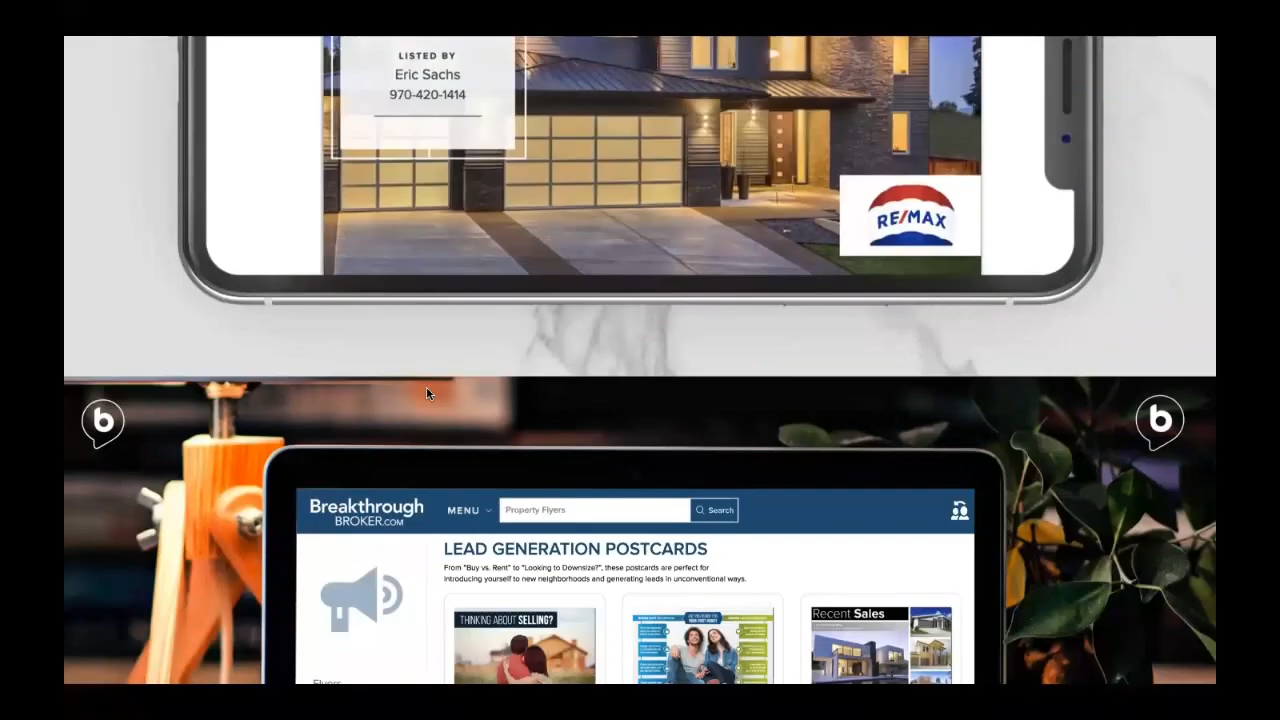 LISTED BY
Eric Sachs
970-420-1414
RE/MAX
b
b
Breakthrough
BROKER.COM
MENU
Property Flyers
Search
LEAD GENERATION POSTCARDS
From "Buy vs. Rent" to "Looking to Downsize?", these postcards are perfect for
introducing yourself to new neighborhoods and generating leads in unconventional ways.
THINKING ABOUT SELLING?
Recent Sales
Flyers